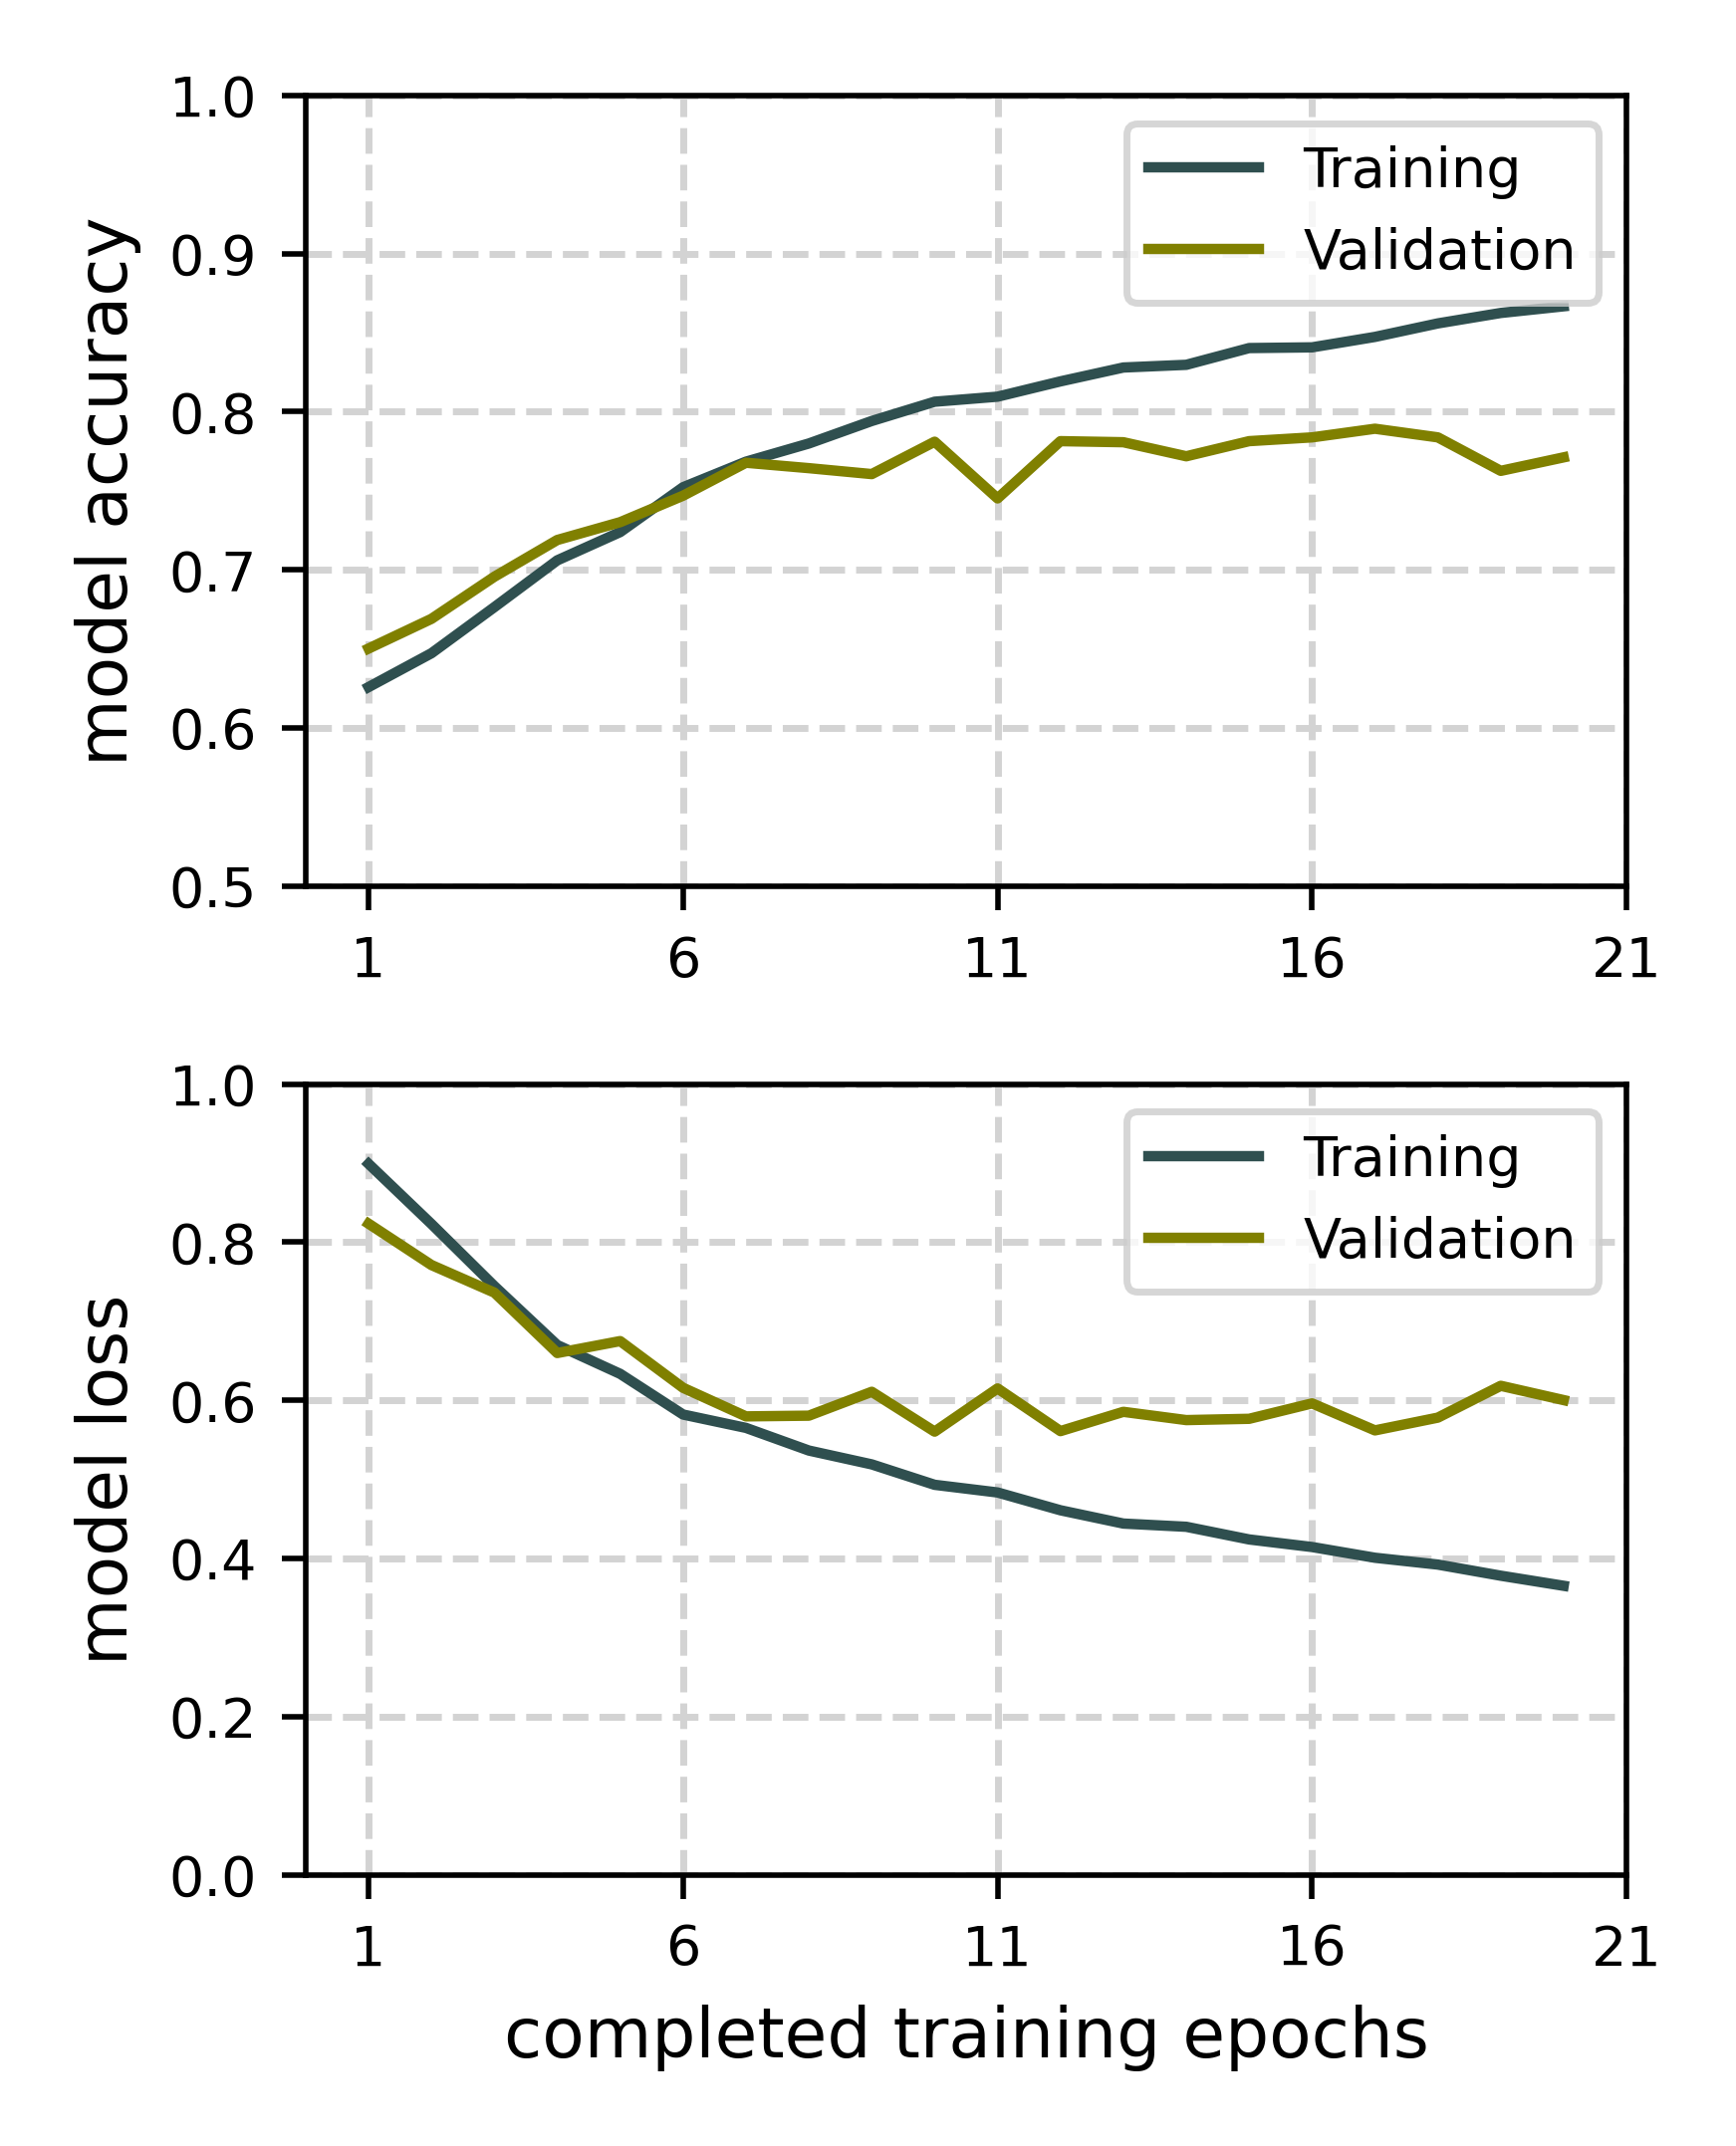 1.0
0.9
0.8
0.7
0.6
0.5
model accuracy
Training
Validation
1 6 11 16 21
1.0
0.8
0.6
0.4
0.2
0.0
model loss
Training
Validation
1 6 11 16 21
completed training epochs